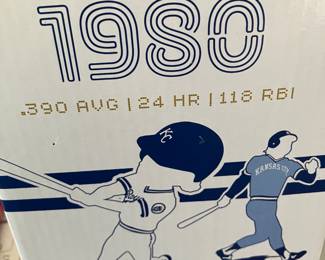 1980
.390 AVG | 24 HR | 118 RBI
KC
KANSAS CITY